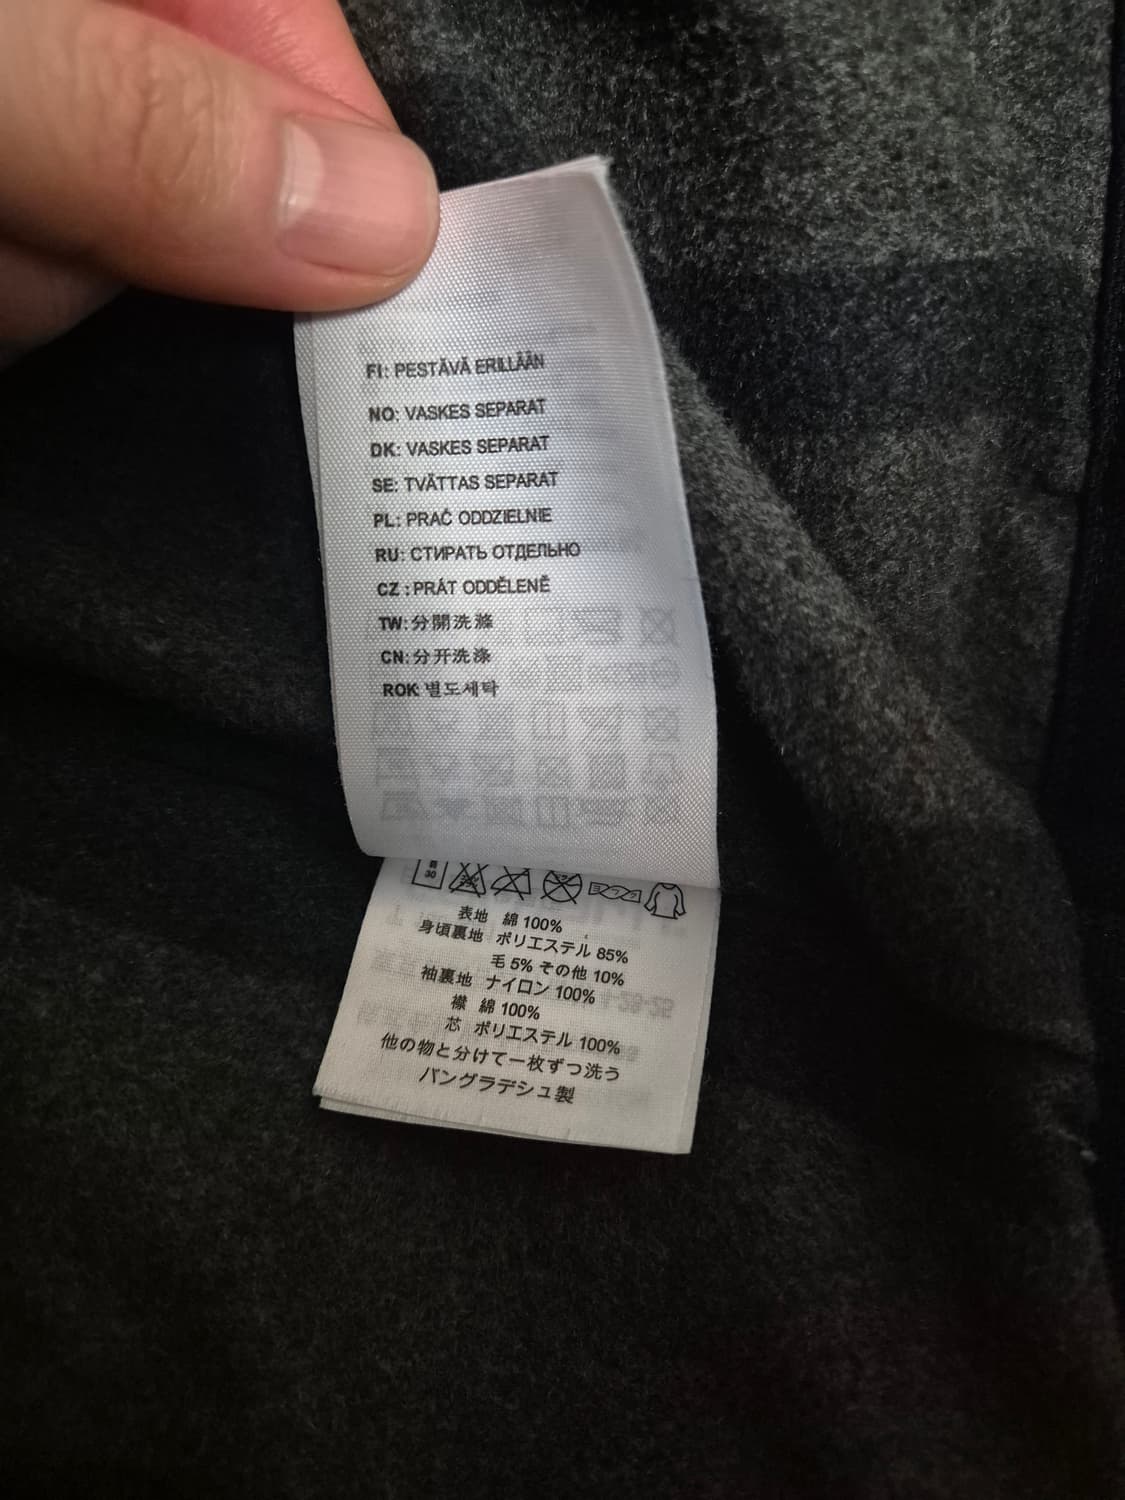 FI: PESTÄVÄ ERILLÄÄN
NO: VASKES SEPARAT
DK: VASKES SEPARAT
SE: TVÄTTAS SEPARAT
PL: PRAĆ ODDZIELNIE
RU: СТИРАТЬ ОТДЕЛЬНО
CZ : PRÁT ODDĚLENĚ
TW: 分開洗滌
CN: 分开洗涤
ROK 별도세탁
30
ヨワク
表地 綿 100%
身頃裏地 ポリエステル 85%
毛 5% その他 10%
袖裏地 ナイロン 100%
襟 綿 100%
芯 ポリエステル 100%
他の物と分けて一枚ずつ洗う
バングラデシュ製